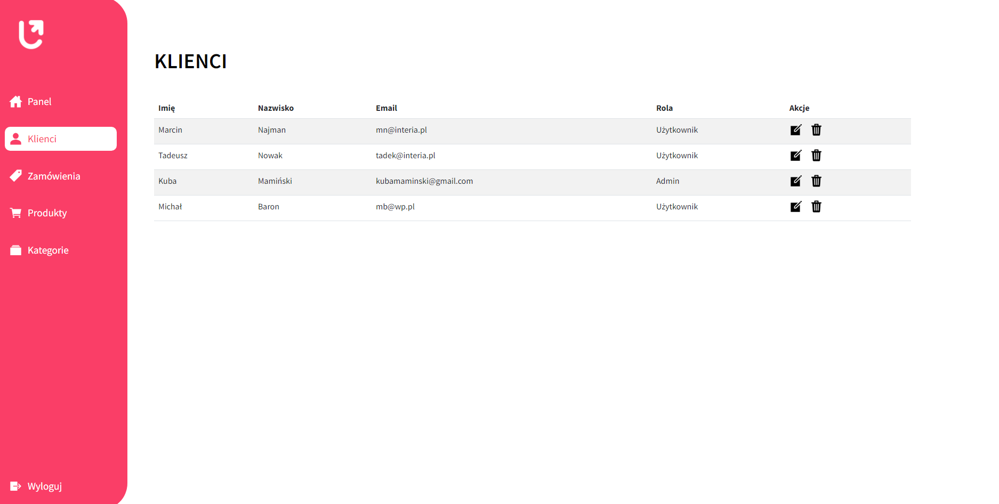 Panel
Klienci
Zamówienia
Produkty
Kategorie
Wyloguj
KLIENCI
Imię Nazwisko Email Rola Akcje
Marcin Najman mn@interia.pl Użytkownik
Tadeusz Nowak tadek@interia.pl Użytkownik
Kuba Mamiński kubamaminski@gmail.com Admin
Michał Baron mb@wp.pl Użytkownik